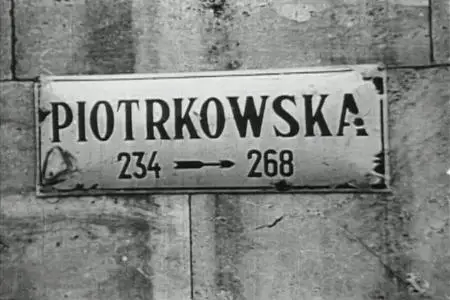 PIOTRKOWSKA
234 → 268